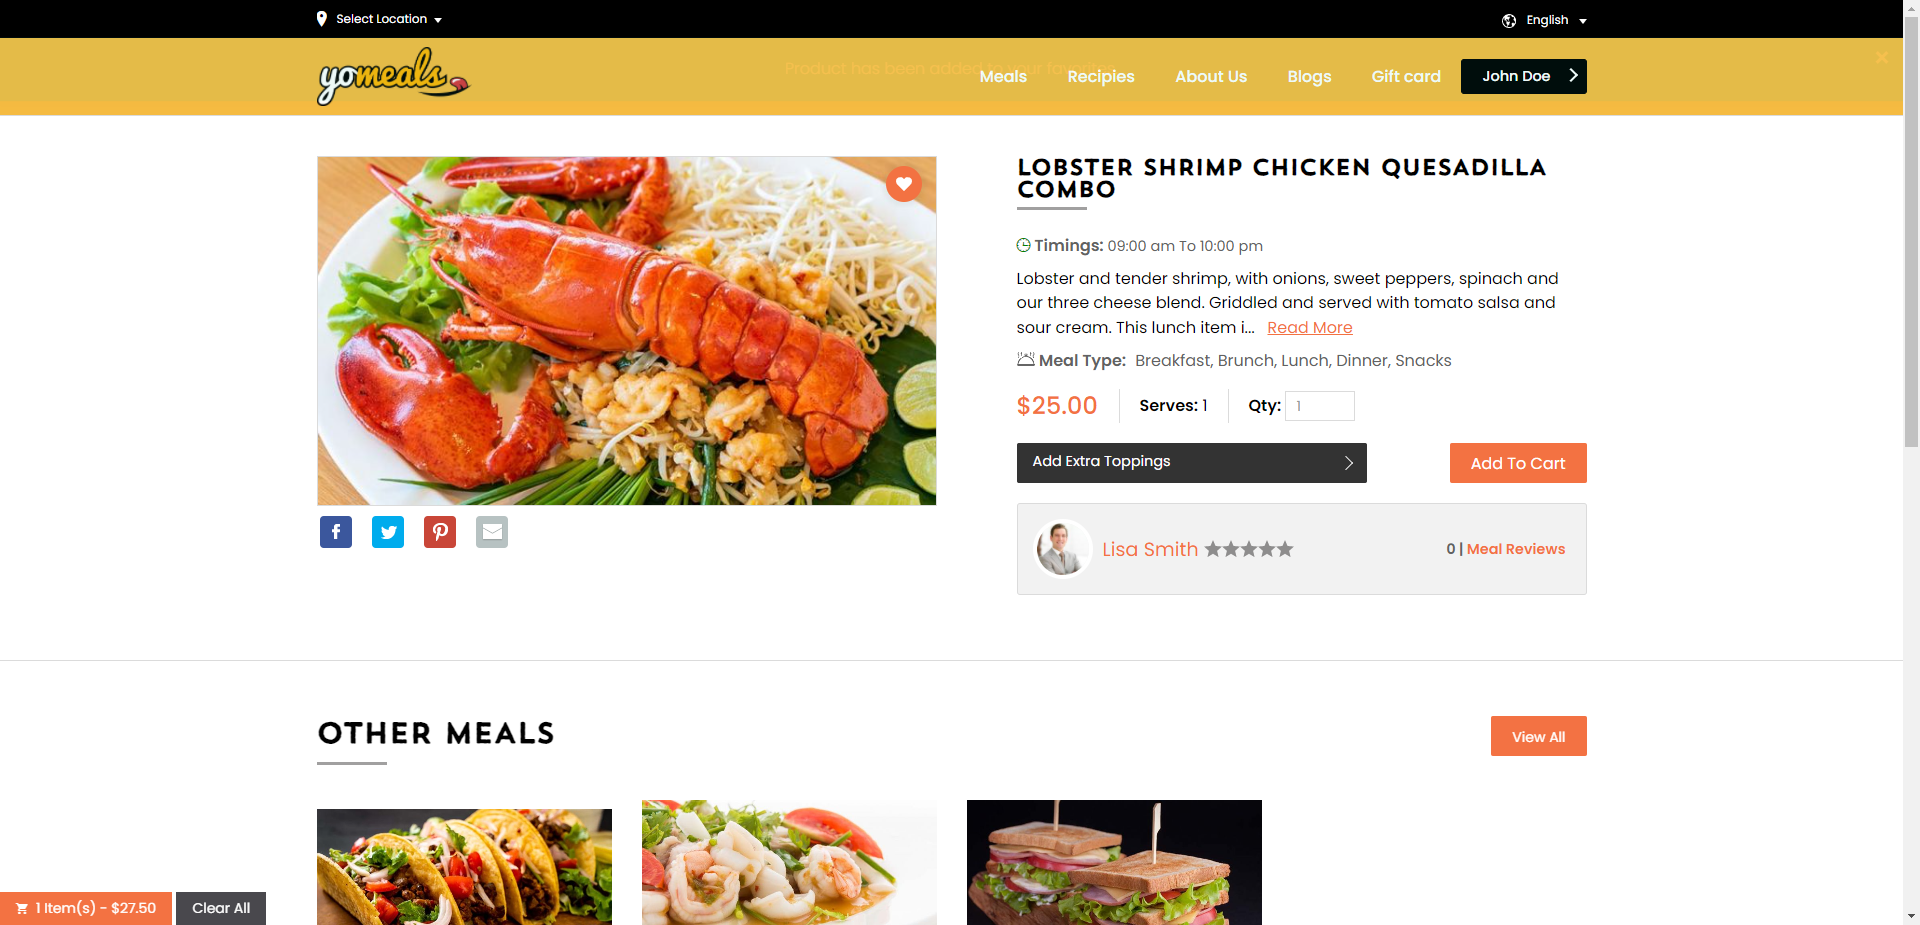 Select Location
English
yomeals
Product has been added to your favorites
Meals
Recipies
About Us
Blogs
Gift card
John Doe
LOBSTER SHRIMP CHICKEN QUESADILLA
COMBO
Timings: 09:00 am To 10:00 pm
Lobster and tender shrimp, with onions, sweet peppers, spinach and
our three cheese blend. Griddled and served with tomato salsa and
sour cream. This lunch item i... Read More
Meal Type: Breakfast, Brunch, Lunch, Dinner, Snacks
$25.00
Serves: 1
Qty: 1
Add Extra Toppings
Add To Cart
Lisa Smith
0 | Meal Reviews
OTHER MEALS
View All
1 Item(s) - $27.50
Clear All